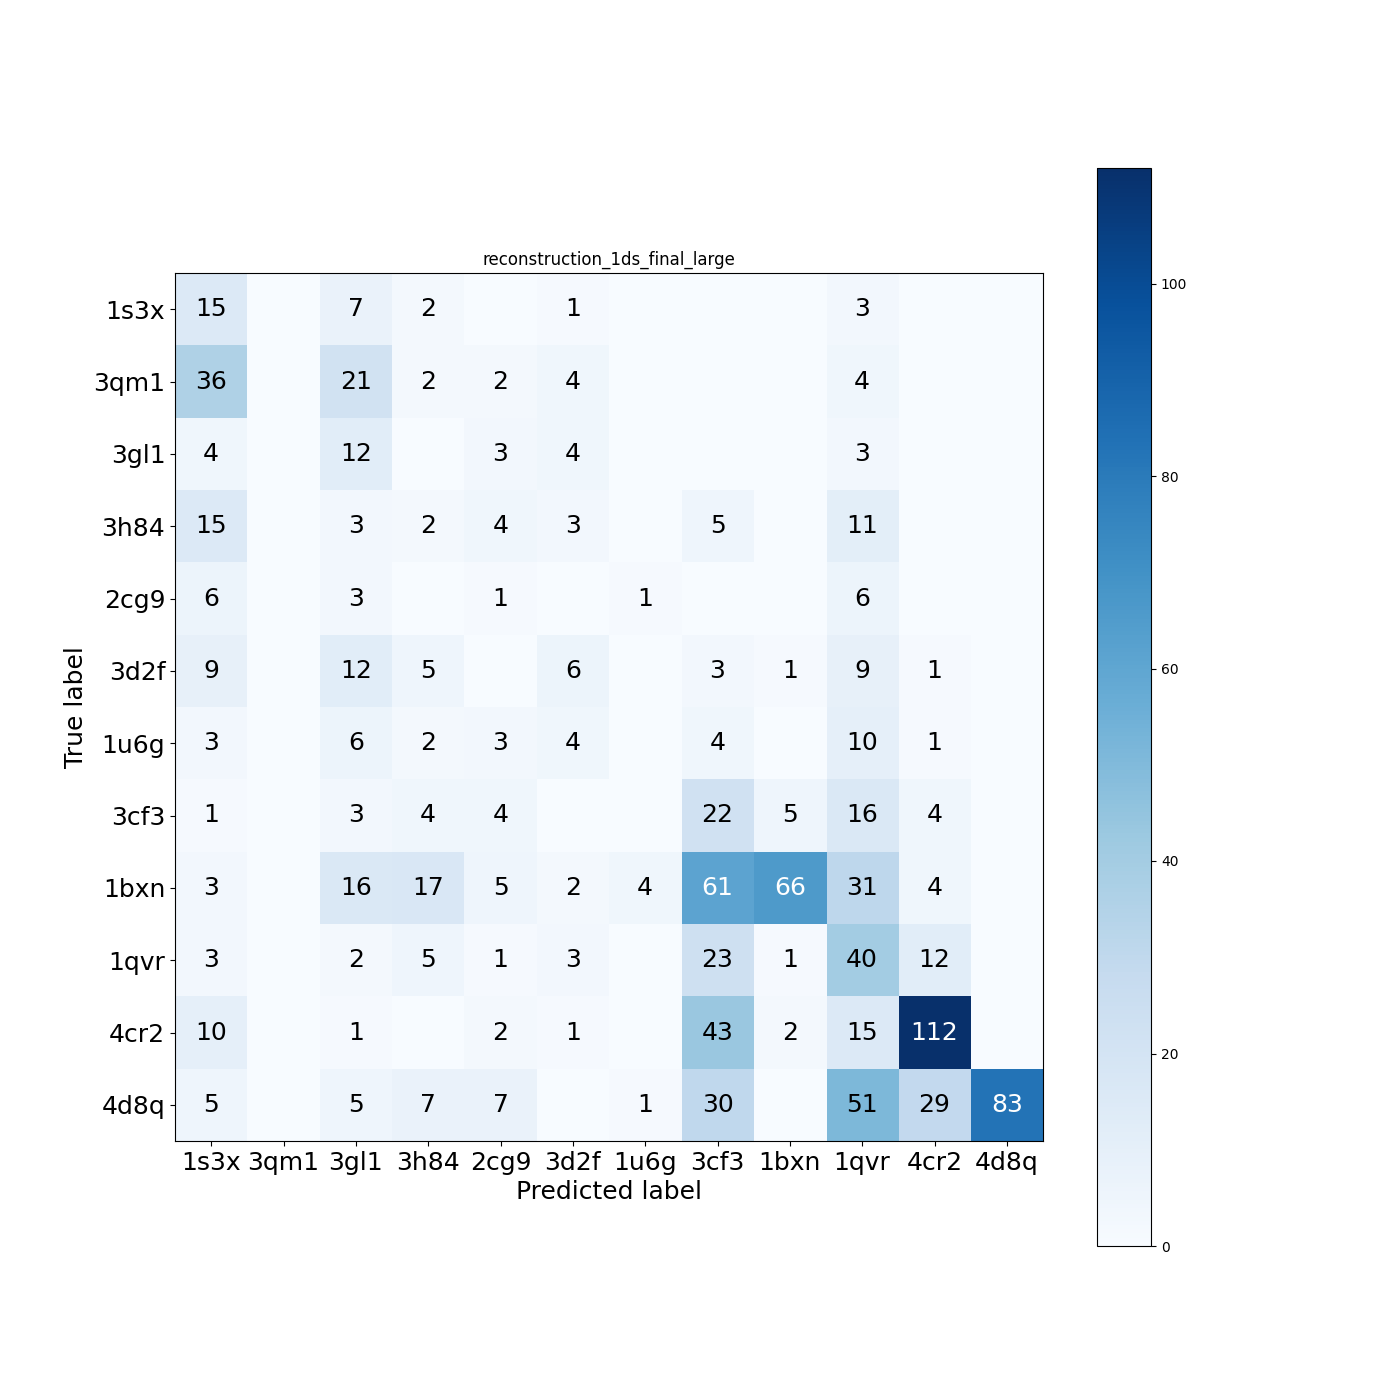 reconstruction_1ds_final_large
1s3x 15 7 2 1 3
3qm1 36 21 2 2 4 4
3gl1 4 12 3 4 3
3h84 15 3 2 4 3 5 11
2cg9 6 3 1 1 6
3d2f 9 12 5 6 3 1 9 1
1u6g 3 6 2 3 4 4 10 1
3cf3 1 3 4 4 22 5 16 4
1bxn 3 16 17 5 2 4 61 66 31 4
1qvr 3 2 5 1 3 23 1 40 12
4cr2 10 1 2 1 43 2 15 112
4d8q 5 5 7 7 1 30 51 29 83
1s3x 3qm1 3gl1 3h84 2cg9 3d2f 1u6g 3cf3 1bxn 1qvr 4cr2 4d8q
Predicted label
True label
100
80
60
40
20
0